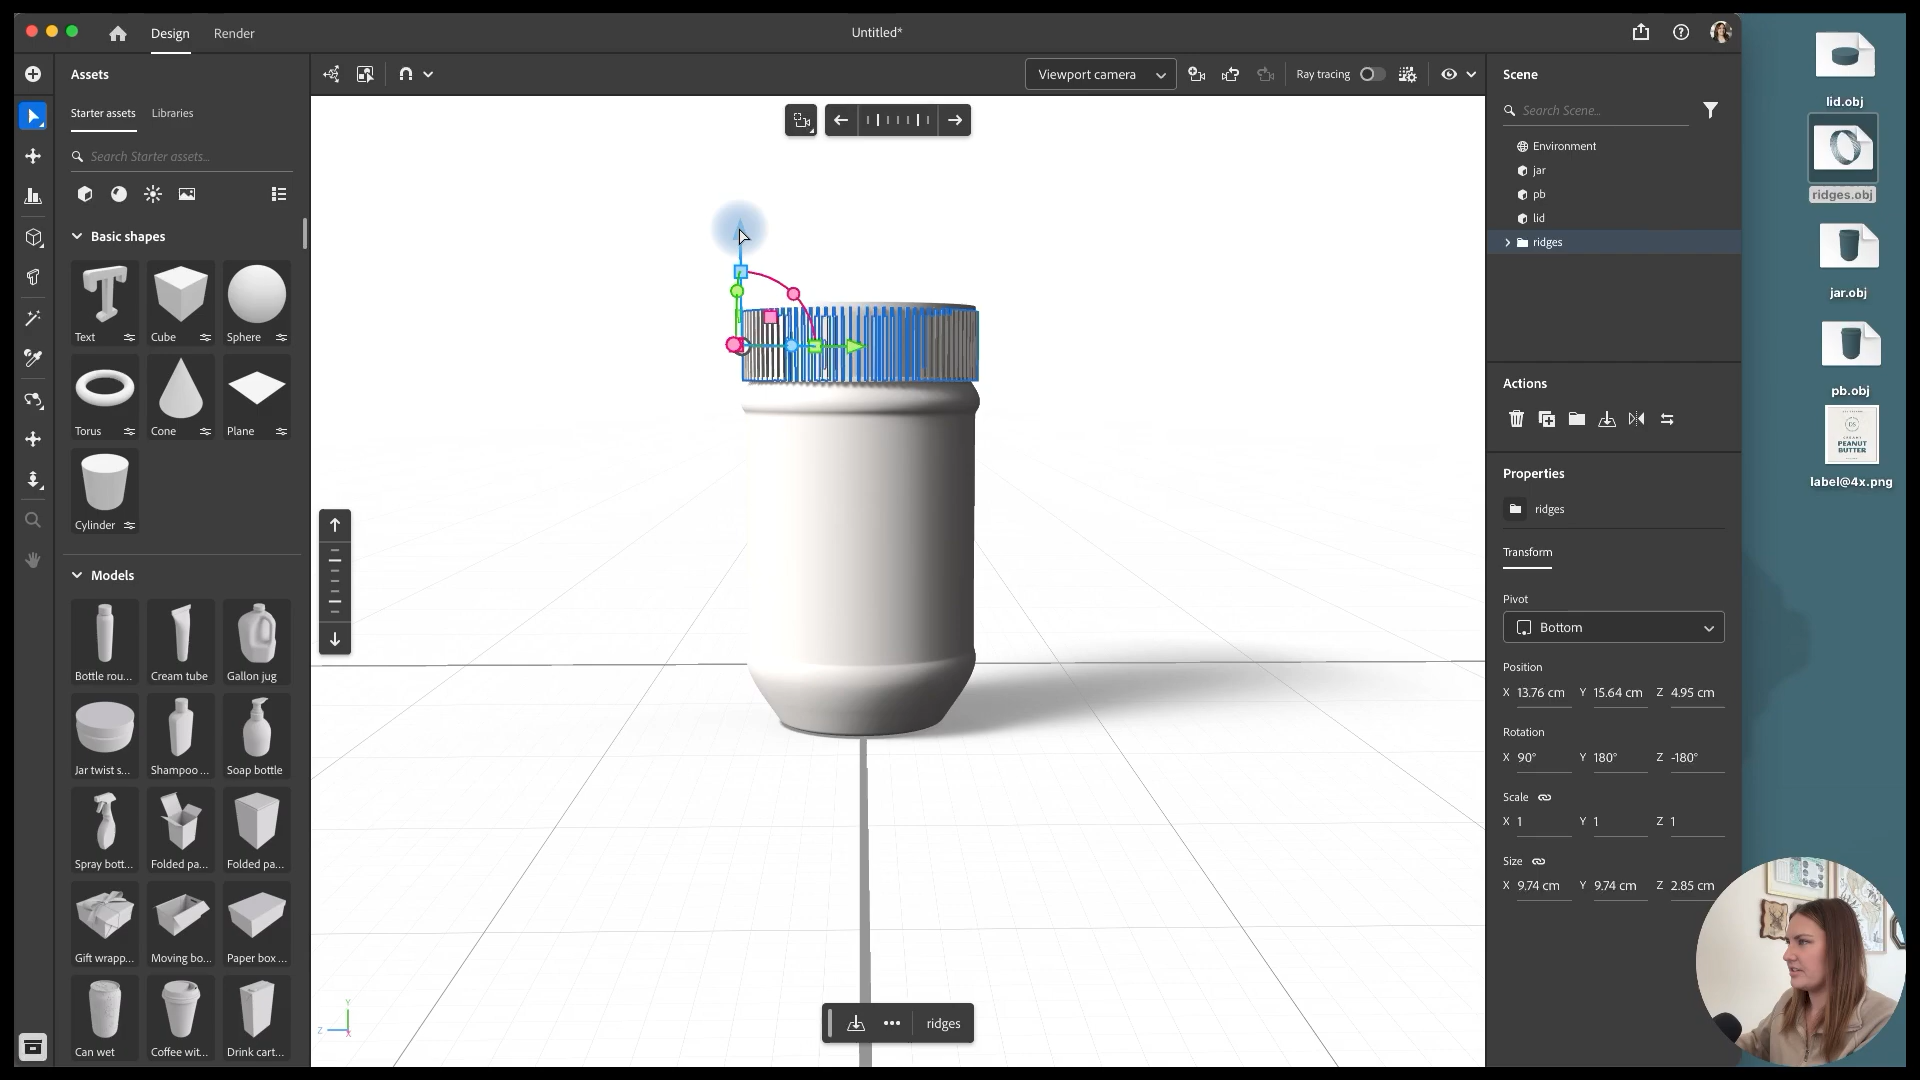 Design
Render
Untitled*
Assets
Starter assets
Libraries
Search Starter assets...
Basic shapes
Text
Cube
Sphere
Torus
Cone
Plane
Cylinder
Models
Bottle rou...
Cream tube
Gallon jug
Jar twist s...
Shampoo ...
Soap bottle
Spray bott...
Folded pa...
Folded pa...
Gift wrapp...
Moving bo...
Paper box ...
Can wet
Coffee wit...
Drink cart...
Viewport camera
Ray tracing
Y
Z
ridges
Scene
Search Scene...
Environment
jar
pb
lid
ridges
Actions
Properties
ridges
Transform
Pivot
Bottom
Position
X 13.76 cm Y 15.64 cm Z 4.95 cm
Rotation
X 90° Y 180° Z -180°
Scale
X 1 Y 1 Z 1
Size
X 9.74 cm Y 9.74 cm Z 2.85 cm
lid.obj
ridges.obj
jar.obj
pb.obj
DS
CREAMY
PEANUT
BUTTER
label@4x.png